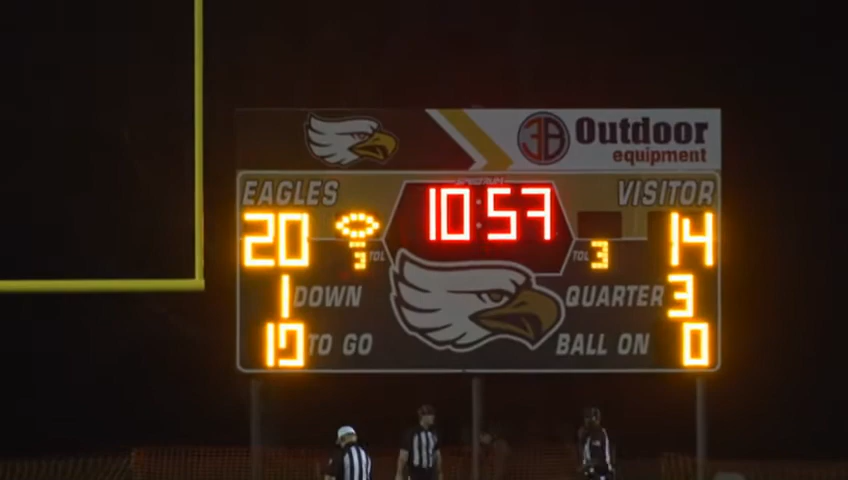 3B Outdoor
equipment
SPECTRUM
EAGLES 10:57 VISITOR
20 14
3 TOL TOL 3
1 DOWN QUARTER 3
10 TO GO BALL ON 0